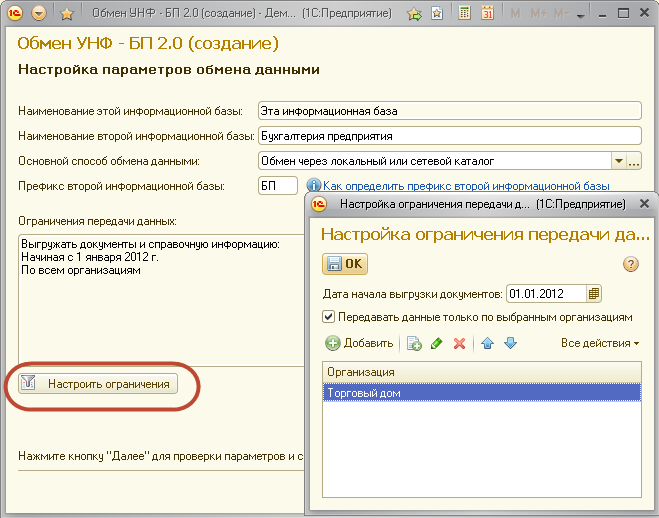 Обмен УНФ - БП 2.0 (создание) - Дем... (1С:Предприятие)
M M+ M-
Обмен УНФ - БП 2.0 (создание)
Настройка параметров обмена данными
Наименование этой информационной базы: Эта информационная база
Наименование второй информационной базы: Бухгалтерия предприятия
Основной способ обмена данными: Обмен через локальный или сетевой каталог
Префикс второй информационной базы: БП Как определить префикс второй информационной базы
Ограничения передачи данных:
Выгружать документы и справочную информацию:
Начиная с 1 января 2012 г.
По всем организациям
Настроить ограничения
Нажмите кнопку "Далее" для проверки параметров и с
Настройка ограничения передачи д... (1С:Предприятие)
Настройка ограничения передачи да...
ОК
Дата начала выгрузки документов: 01.01.2012
Передавать данные только по выбранным организациям
Добавить Все действия
Организация
Торговый дом